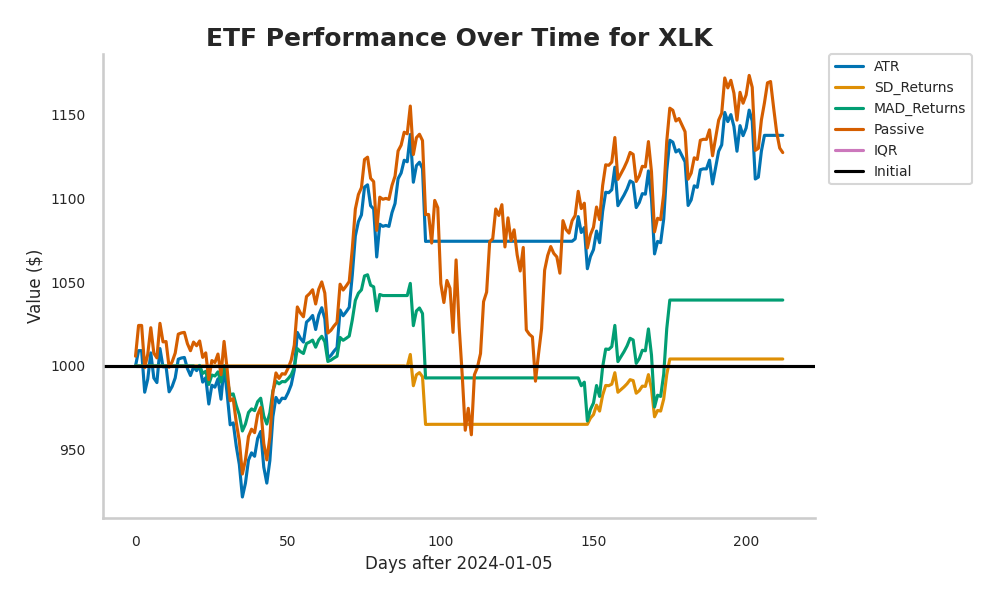 ETF Performance Over Time for XLK
ATR
SD_Returns
MAD_Returns
Passive
IQR
Initial
Value ($)
1150
1100
1050
1000
950
0 50 100 150 200
Days after 2024-01-05